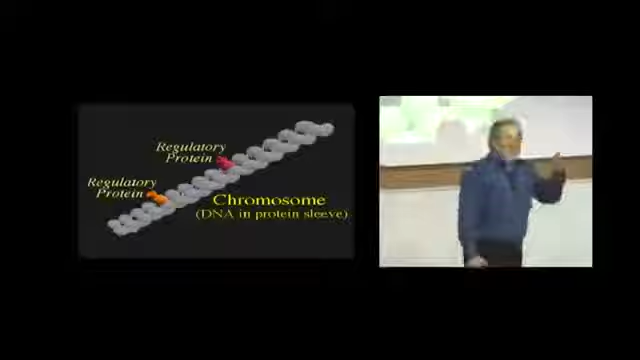 Regulatory
Protein
Regulatory
Protein
Chromosome
(DNA in protein sleeve)